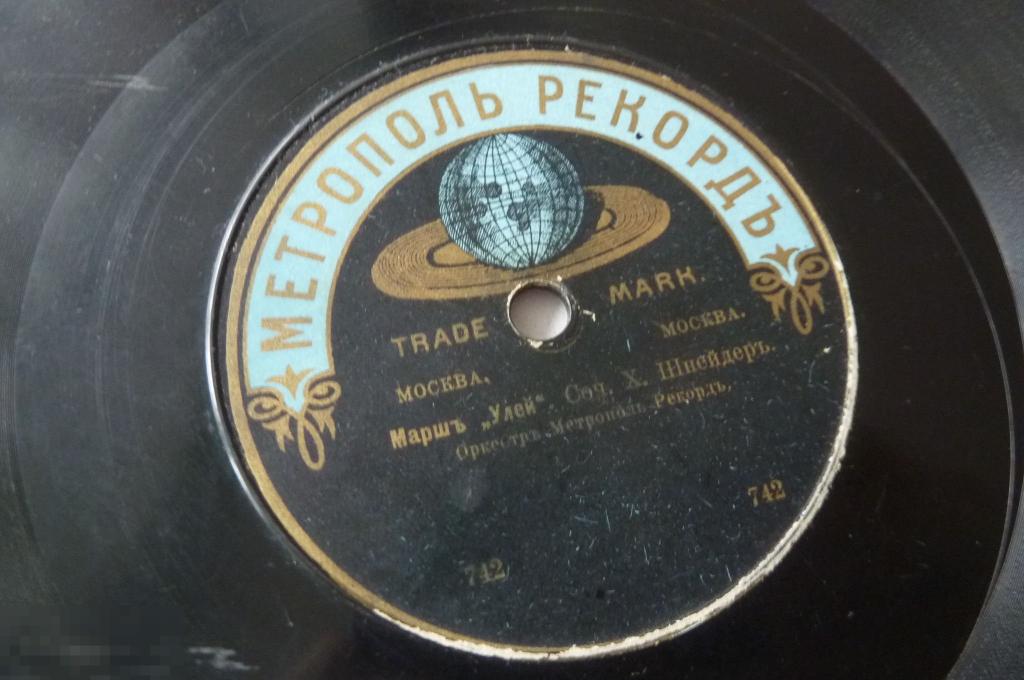 МЕТРОПОЛЬ РЕКОРДЪ
TRADE MARK.
МОСКВА. МОСКВА.
Маршъ „Улей“ Соч. Х. Шнейдеръ.
Оркестръ Метрополь Рекордъ.
742 742